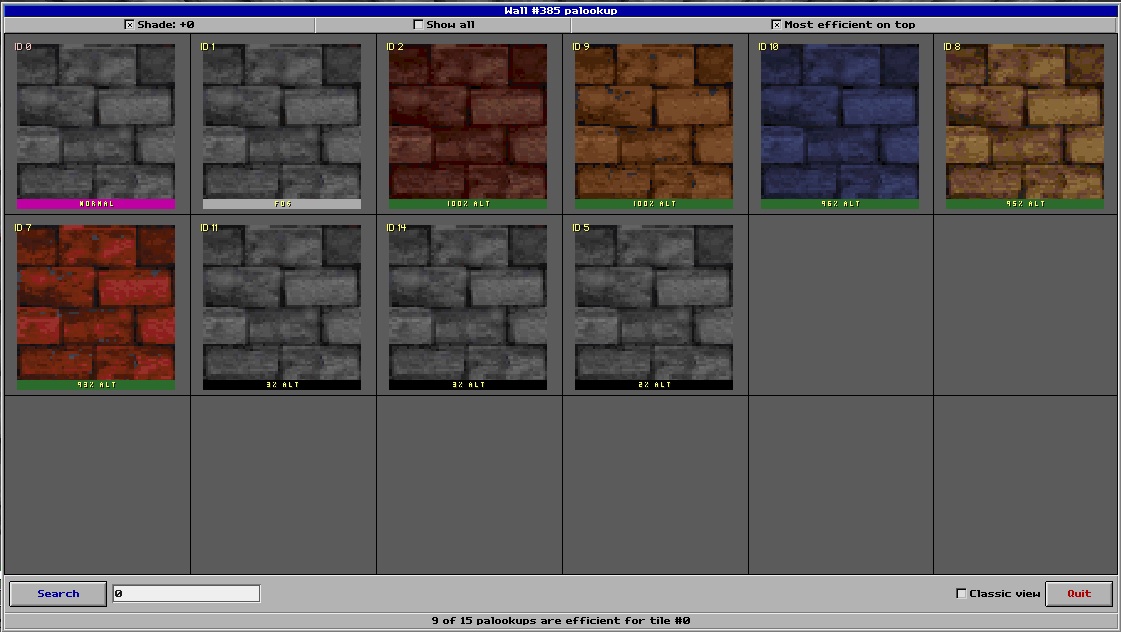 Wall #385 palookup
Shade: +0 Show all Most efficient on top
ID 0 ID 1 ID 2 ID 9 ID 10 ID 8
NORMAL FOG 100% ALT 100% ALT 96% ALT 95% ALT
ID 7 ID 11 ID 14 ID 5
93% ALT 3% ALT 3% ALT 2% ALT
Search 0 Classic view Quit
9 of 15 palookups are efficient for tile #0